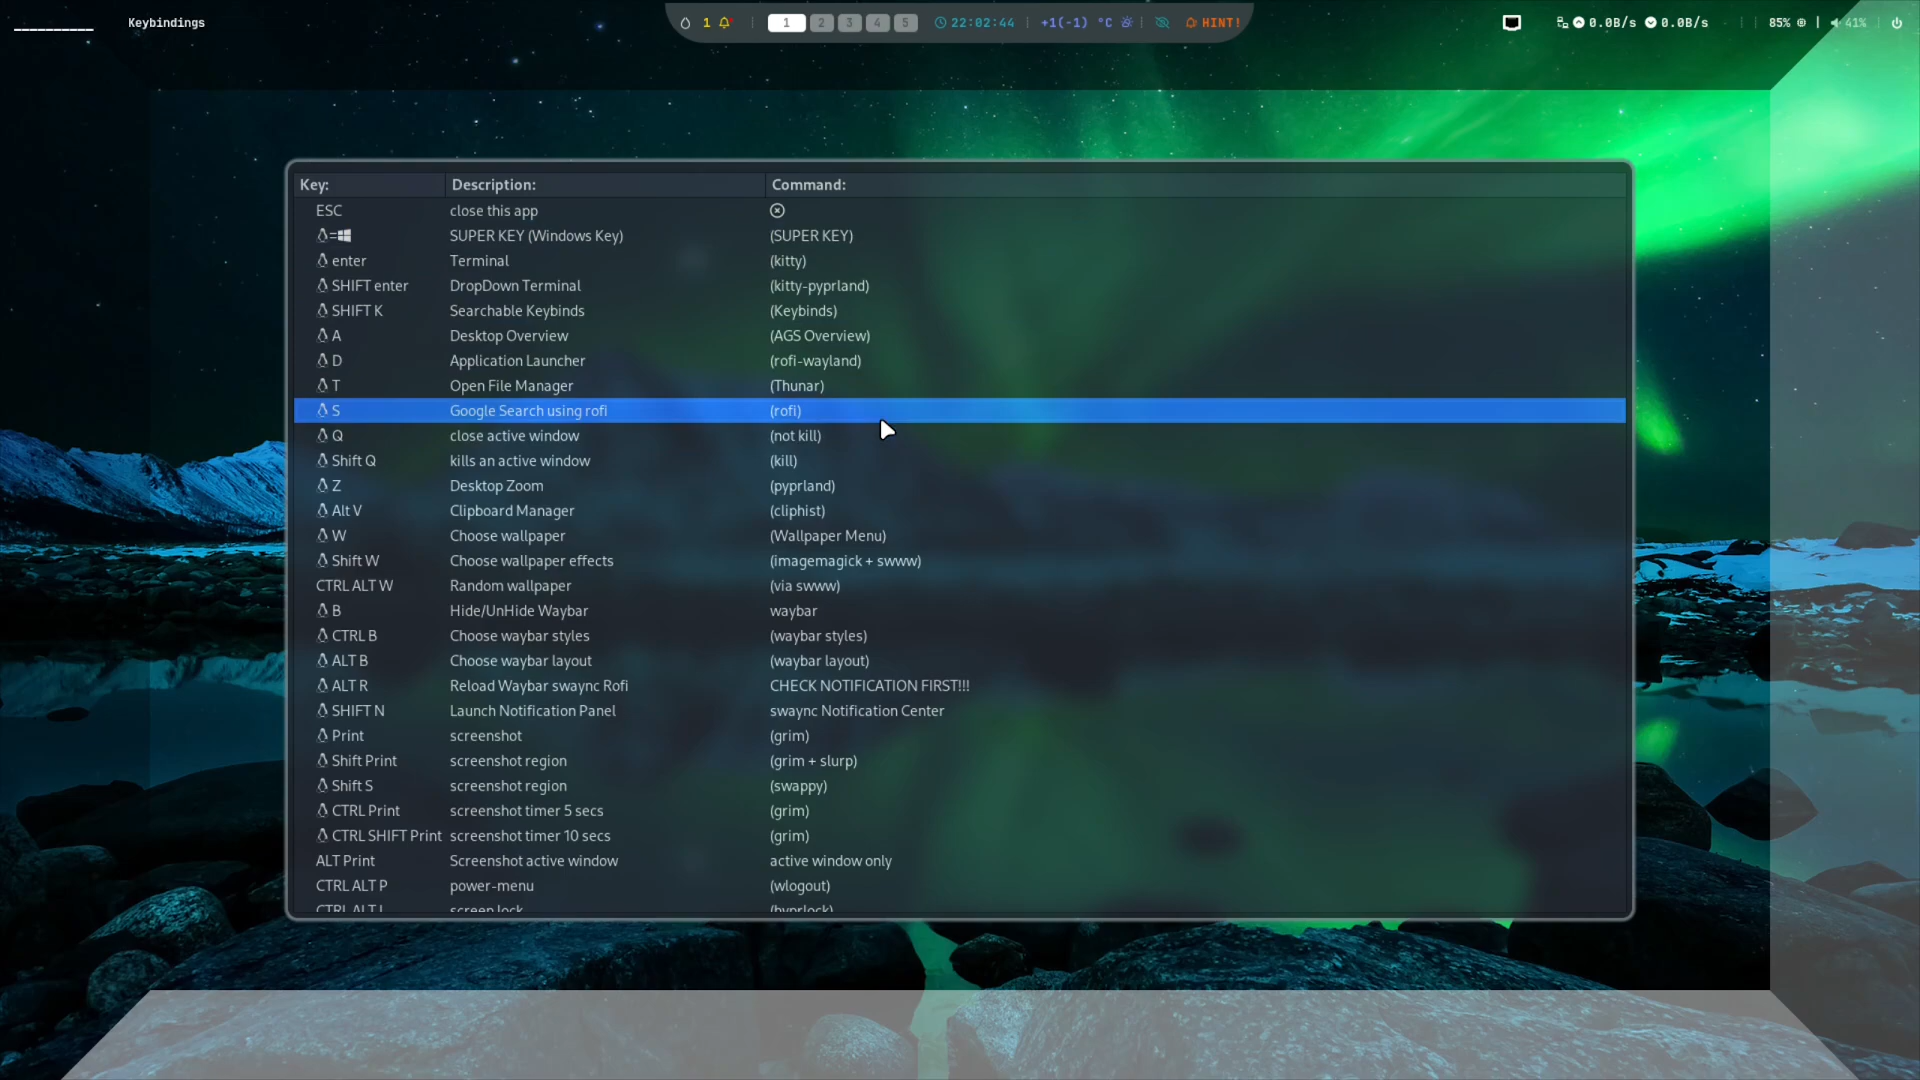 Keybindings
1
1 2 3 4 5
22:02:44
+1(-1) °C
HINT!
0.0B/s 0.0B/s
85%
41%
Key: Description: Command:
ESC close this app
= SUPER KEY (Windows Key) (SUPER KEY)
enter Terminal (kitty)
SHIFT enter DropDown Terminal (kitty-pyprland)
SHIFT K Searchable Keybinds (Keybinds)
A Desktop Overview (AGS Overview)
D Application Launcher (rofi-wayland)
T Open File Manager (Thunar)
S Google Search using rofi (rofi)
Q close active window (not kill)
Shift Q kills an active window (kill)
Z Desktop Zoom (pyprland)
Alt V Clipboard Manager (cliphist)
W Choose wallpaper (Wallpaper Menu)
Shift W Choose wallpaper effects (imagemagick + swww)
CTRL ALT W Random wallpaper (via swww)
B Hide/UnHide Waybar waybar
CTRL B Choose waybar styles (waybar styles)
ALT B Choose waybar layout (waybar layout)
ALT R Reload Waybar swaync Rofi CHECK NOTIFICATION FIRST!!!
SHIFT N Launch Notification Panel swaync Notification Center
Print screenshot (grim)
Shift Print screenshot region (grim + slurp)
Shift S screenshot region (swappy)
CTRL Print screenshot timer 5 secs (grim)
CTRL SHIFT Print screenshot timer 10 secs (grim)
ALT Print Screenshot active window active window only
CTRL ALT P power-menu (wlogout)
CTRL ALT L screen lock (hyprlock)